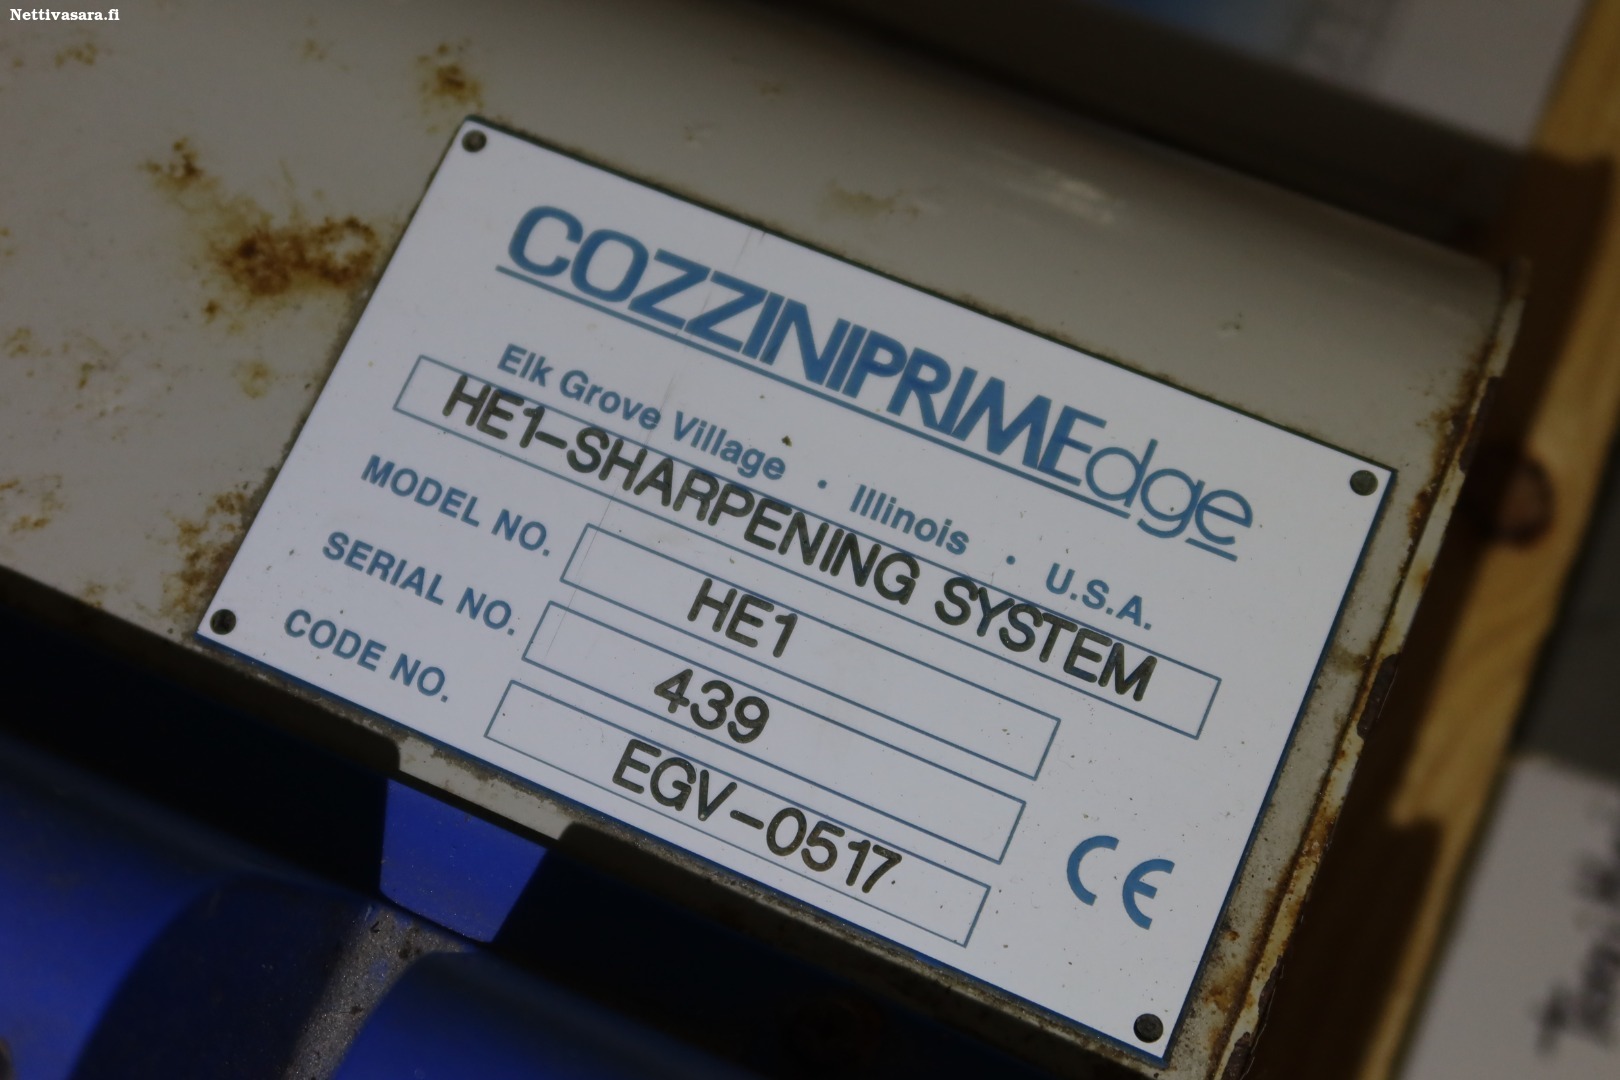 Nettivasara.fi
COZZINIPRIMEdge
Elk Grove Village · Illinois · U.S.A.
HE1-SHARPENING SYSTEM
MODEL NO. HE1
SERIAL NO. 439
CODE NO. EGV-0517
CE